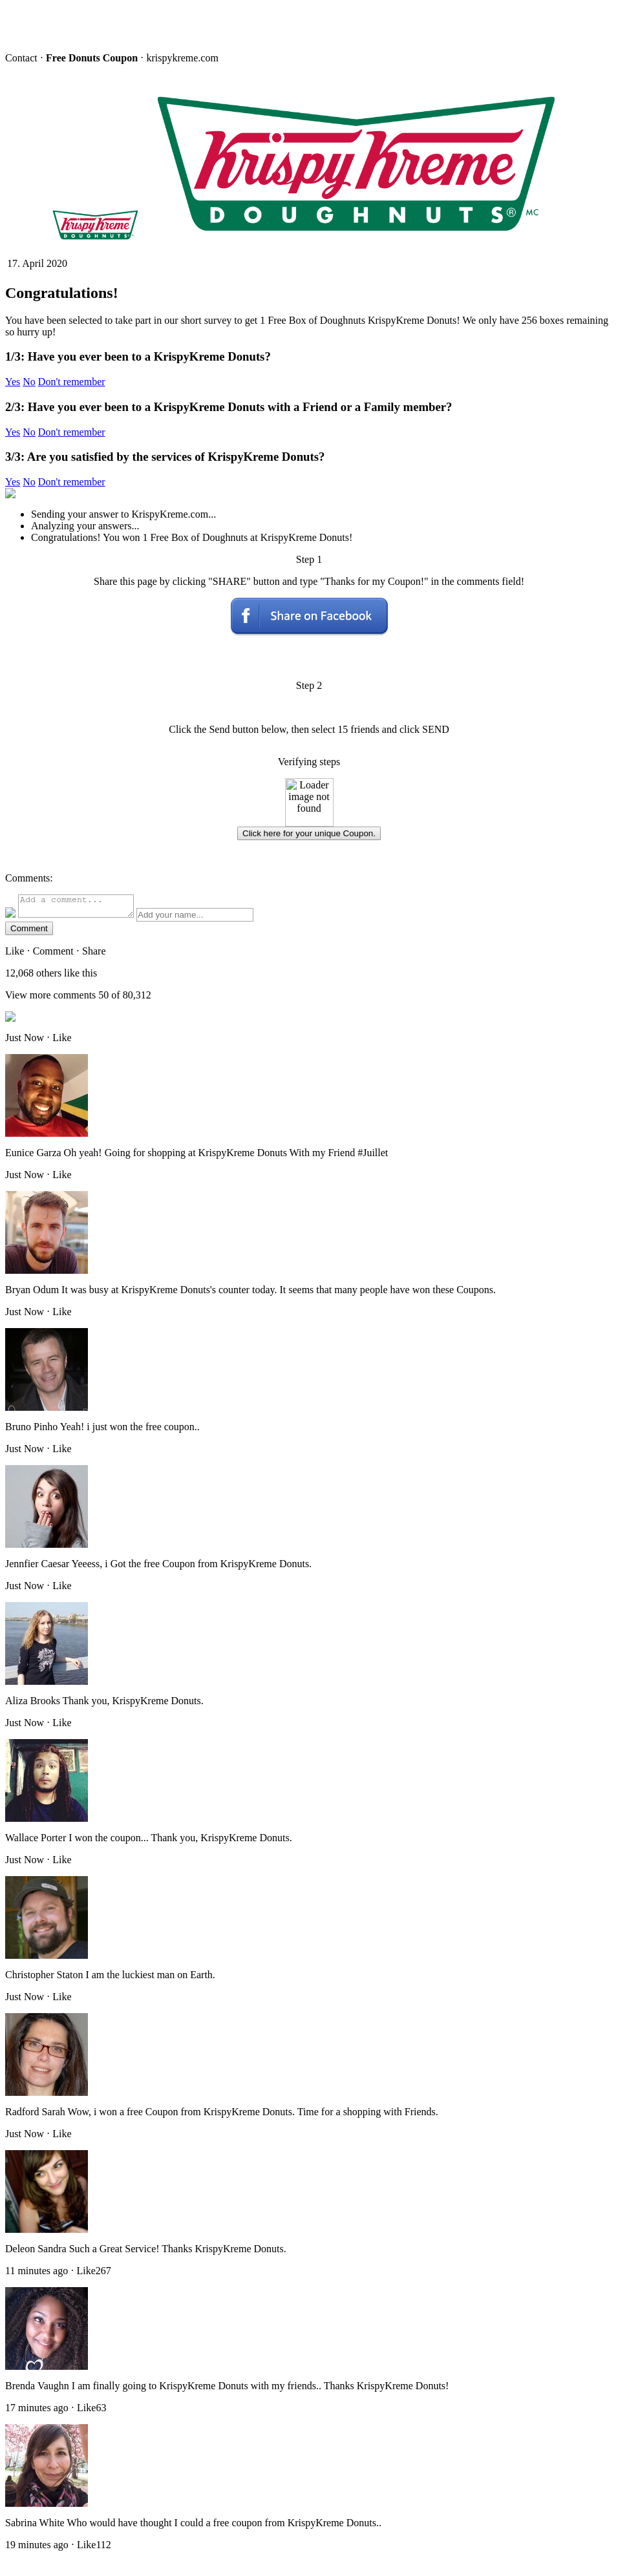 Contact · Free Donuts Coupon · krispykreme.com
Krispy Kreme
DOUGHNUTS ® MC
Krispy Kreme
DOUGHNUTS
17. April 2020
Congratulations!
You have been selected to take part in our short survey to get 1 Free Box of Doughnuts KrispyKreme Donuts! We only have 256 boxes remaining
so hurry up!
1/3: Have you ever been to a KrispyKreme Donuts?
Yes No Don't remember
2/3: Have you ever been to a KrispyKreme Donuts with a Friend or a Family member?
Yes No Don't remember
3/3: Are you satisfied by the services of KrispyKreme Donuts?
Yes No Don't remember
Sending your answer to KrispyKreme.com...
Analyzing your answers...
Congratulations! You won 1 Free Box of Doughnuts at KrispyKreme Donuts!
Step 1
Share this page by clicking "SHARE" button and type "Thanks for my Coupon!" in the comments field!
f Share on Facebook
Step 2
Click the Send button below, then select 15 friends and click SEND
Verifying steps
Loader
image not
found
Click here for your unique Coupon.
Comments:
Add a comment...
Add your name...
Comment
Like · Comment · Share
12,068 others like this
View more comments 50 of 80,312
Just Now · Like
Eunice Garza Oh yeah! Going for shopping at KrispyKreme Donuts With my Friend #Juillet
Just Now · Like
Bryan Odum It was busy at KrispyKreme Donuts's counter today. It seems that many people have won these Coupons.
Just Now · Like
Bruno Pinho Yeah! i just won the free coupon..
Just Now · Like
Jennfier Caesar Yeeess, i Got the free Coupon from KrispyKreme Donuts.
Just Now · Like
Aliza Brooks Thank you, KrispyKreme Donuts.
Just Now · Like
Wallace Porter I won the coupon... Thank you, KrispyKreme Donuts.
Just Now · Like
Christopher Staton I am the luckiest man on Earth.
Just Now · Like
Radford Sarah Wow, i won a free Coupon from KrispyKreme Donuts. Time for a shopping with Friends.
Just Now · Like
Deleon Sandra Such a Great Service! Thanks KrispyKreme Donuts.
11 minutes ago · Like267
Brenda Vaughn I am finally going to KrispyKreme Donuts with my friends.. Thanks KrispyKreme Donuts!
17 minutes ago · Like63
Sabrina White Who would have thought I could a free coupon from KrispyKreme Donuts..
19 minutes ago · Like112